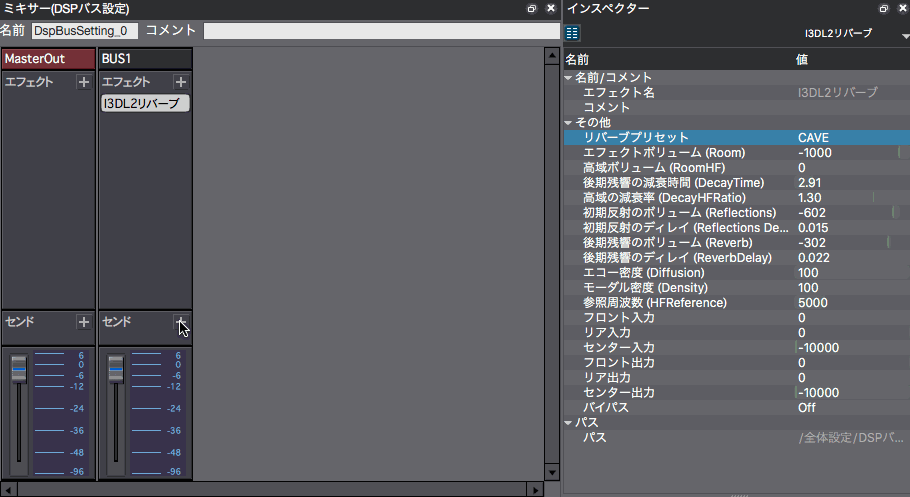 ミキサー(DSPバス設定)
名前 DspBusSetting_0 コメント
MasterOut BUS1
エフェクト + エフェクト +
I3DL2リバーブ
センド + センド +
6 6
0 0
-6 -6
-12 -12
-24 -24
-36 -36
-48 -48
-96 -96
インスペクター
I3DL2リバーブ
名前 値
名前/コメント
エフェクト名 I3DL2リバーブ
コメント
その他
リバーブプリセット CAVE
エフェクトボリューム (Room) -1000
高域ボリューム (RoomHF) 0
後期残響の減衰時間 (DecayTime) 2.91
高域の減衰率 (DecayHFRatio) 1.30
初期反射のボリューム (Reflections) -602
初期反射のディレイ (Reflections De... 0.015
後期残響のボリューム (Reverb) -302
後期残響のディレイ (ReverbDelay) 0.022
エコー密度 (Diffusion) 100
モーダル密度 (Density) 100
参照周波数 (HFReference) 5000
フロント入力 0
リア入力 0
センター入力 -10000
フロント出力 0
リア出力 0
センター出力 -10000
バイパス Off
パス
パス /全体設定/DSPバ...